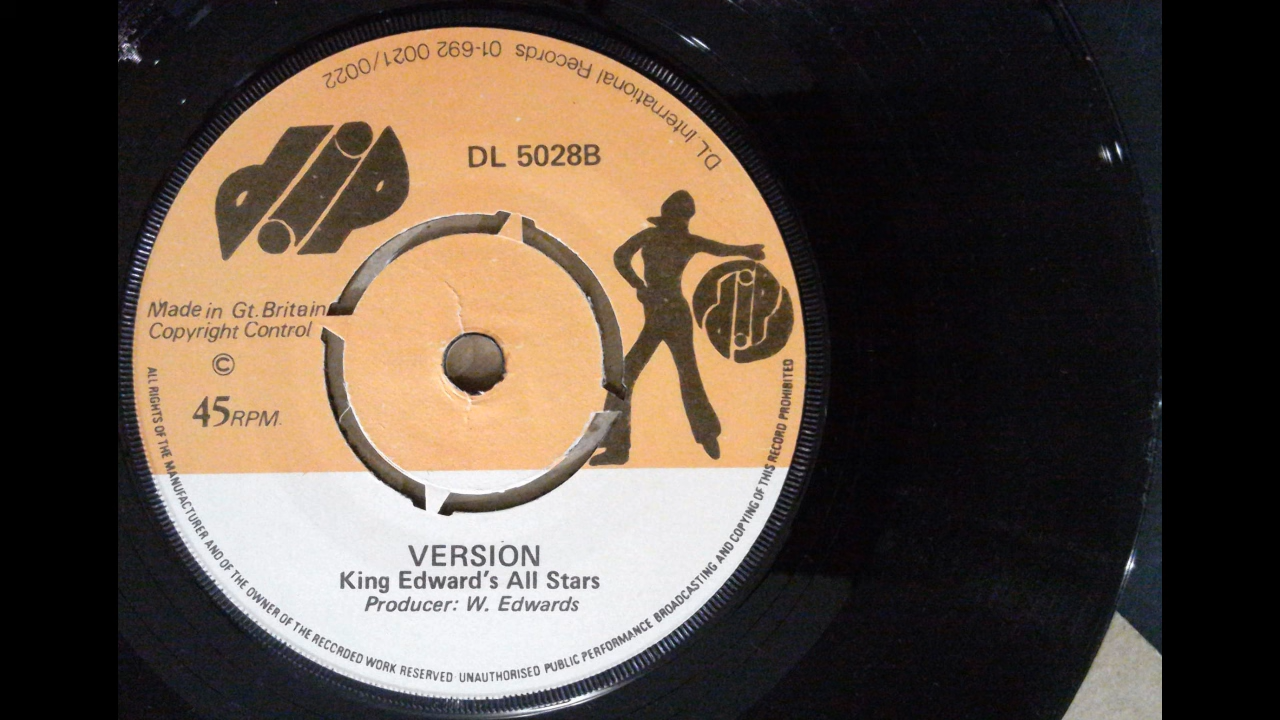 DL International Records 01-692 0021/0022
DL 5028B
Made in Gt. Britain
Copyright Control
©
45 RPM.
VERSION
King Edward's All Stars
Producer: W. Edwards
ALL RIGHTS OF THE MANUFACTURER AND OF THE OWNER OF THE RECORDED WORK RESERVED UNAUTHORISED PUBLIC PERFORMANCE BROADCASTING AND COPYING OF THIS RECORD PROHIBITED